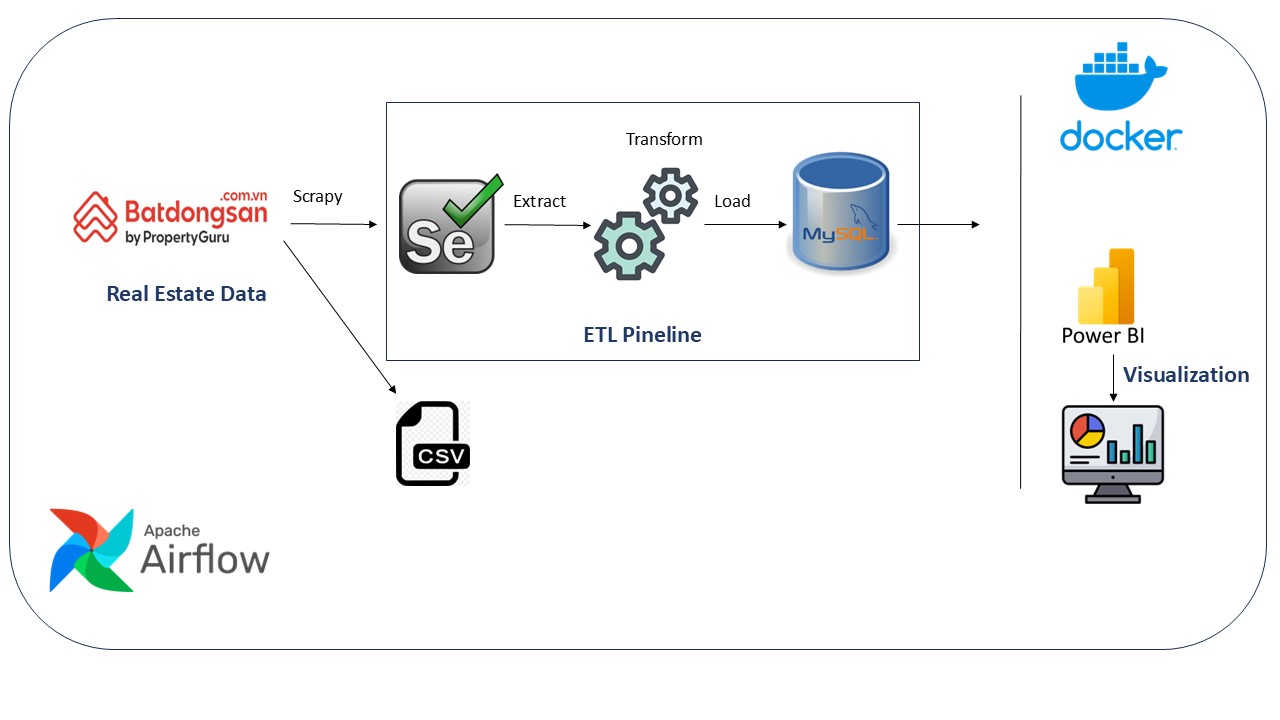 docker
Transform
.com.vn
Batdongsan
by PropertyGuru
Scrapy
Se
Extract
Load
MySQL
Real Estate Data
ETL Pineline
Power BI
Visualization
CSV
Apache
Airflow